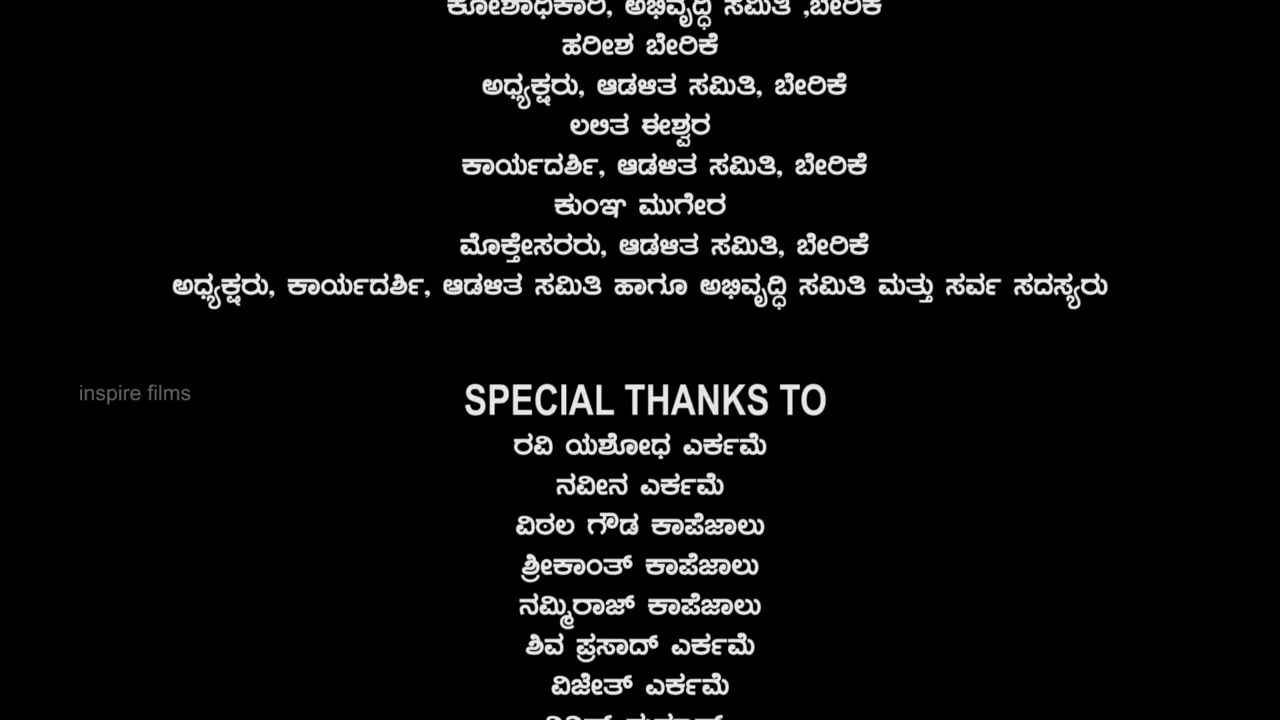 ಕೋಶಾಧಿಕಾರಿ, ಅಭಿವೃದ್ಧಿ ಸಮಿತಿ ,ಬೇರಿಕೆ
ಹರೀಶ ಬೇರಿಕೆ
ಅಧ್ಯಕ್ಷರು, ಆಡಳಿತ ಸಮಿತಿ, ಬೇರಿಕೆ
ಲಲಿತ ಈಶ್ವರ
ಕಾರ್ಯದರ್ಶಿ, ಆಡಳಿತ ಸಮಿತಿ, ಬೇರಿಕೆ
ಕುಂಞ ಮುಗೇರ
ಮೊಕ್ತೇಸರರು, ಆಡಳಿತ ಸಮಿತಿ, ಬೇರಿಕೆ
ಅಧ್ಯಕ್ಷರು, ಕಾರ್ಯದರ್ಶಿ, ಆಡಳಿತ ಸಮಿತಿ ಹಾಗೂ ಅಭಿವೃದ್ಧಿ ಸಮಿತಿ ಮತ್ತು ಸರ್ವ ಸದಸ್ಯರು
inspire films
SPECIAL THANKS TO
ರವಿ ಯಶೋಧ ಎರ್ಕಮೆ
ನವೀನ ಎರ್ಕಮೆ
ವಿಠಲ ಗೌಡ ಕಾಪೆಜಾಲು
ಶ್ರೀಕಾಂತ್ ಕಾಪೆಜಾಲು
ನಮ್ಮಿರಾಜ್ ಕಾಪೆಜಾಲು
ಶಿವ ಪ್ರಸಾದ್ ಎರ್ಕಮೆ
ವಿಜೇತ್ ಎರ್ಕಮೆ